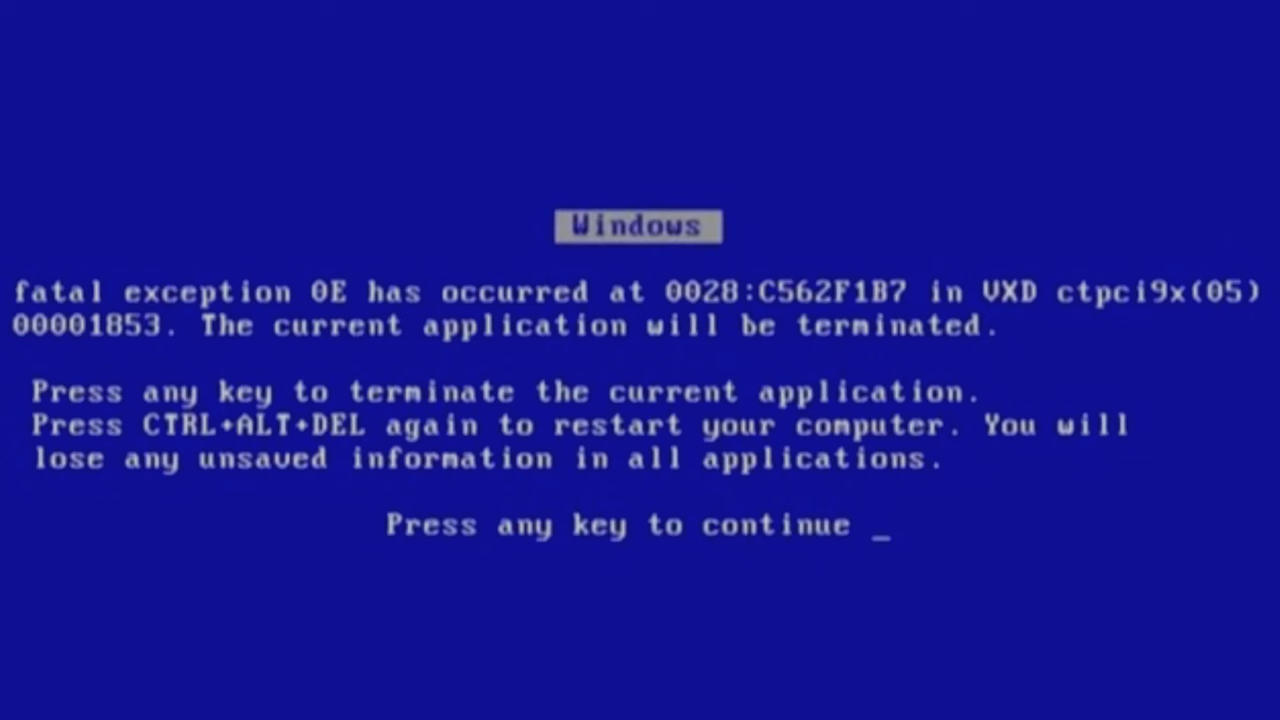 Windows
fatal exception 0E has occurred at 0028:C562F1B7 in VXD ctpci9x(05)
00001853. The current application will be terminated.
Press any key to terminate the current application.
Press CTRL+ALT+DEL again to restart your computer. You will
lose any unsaved information in all applications.
Press any key to continue _